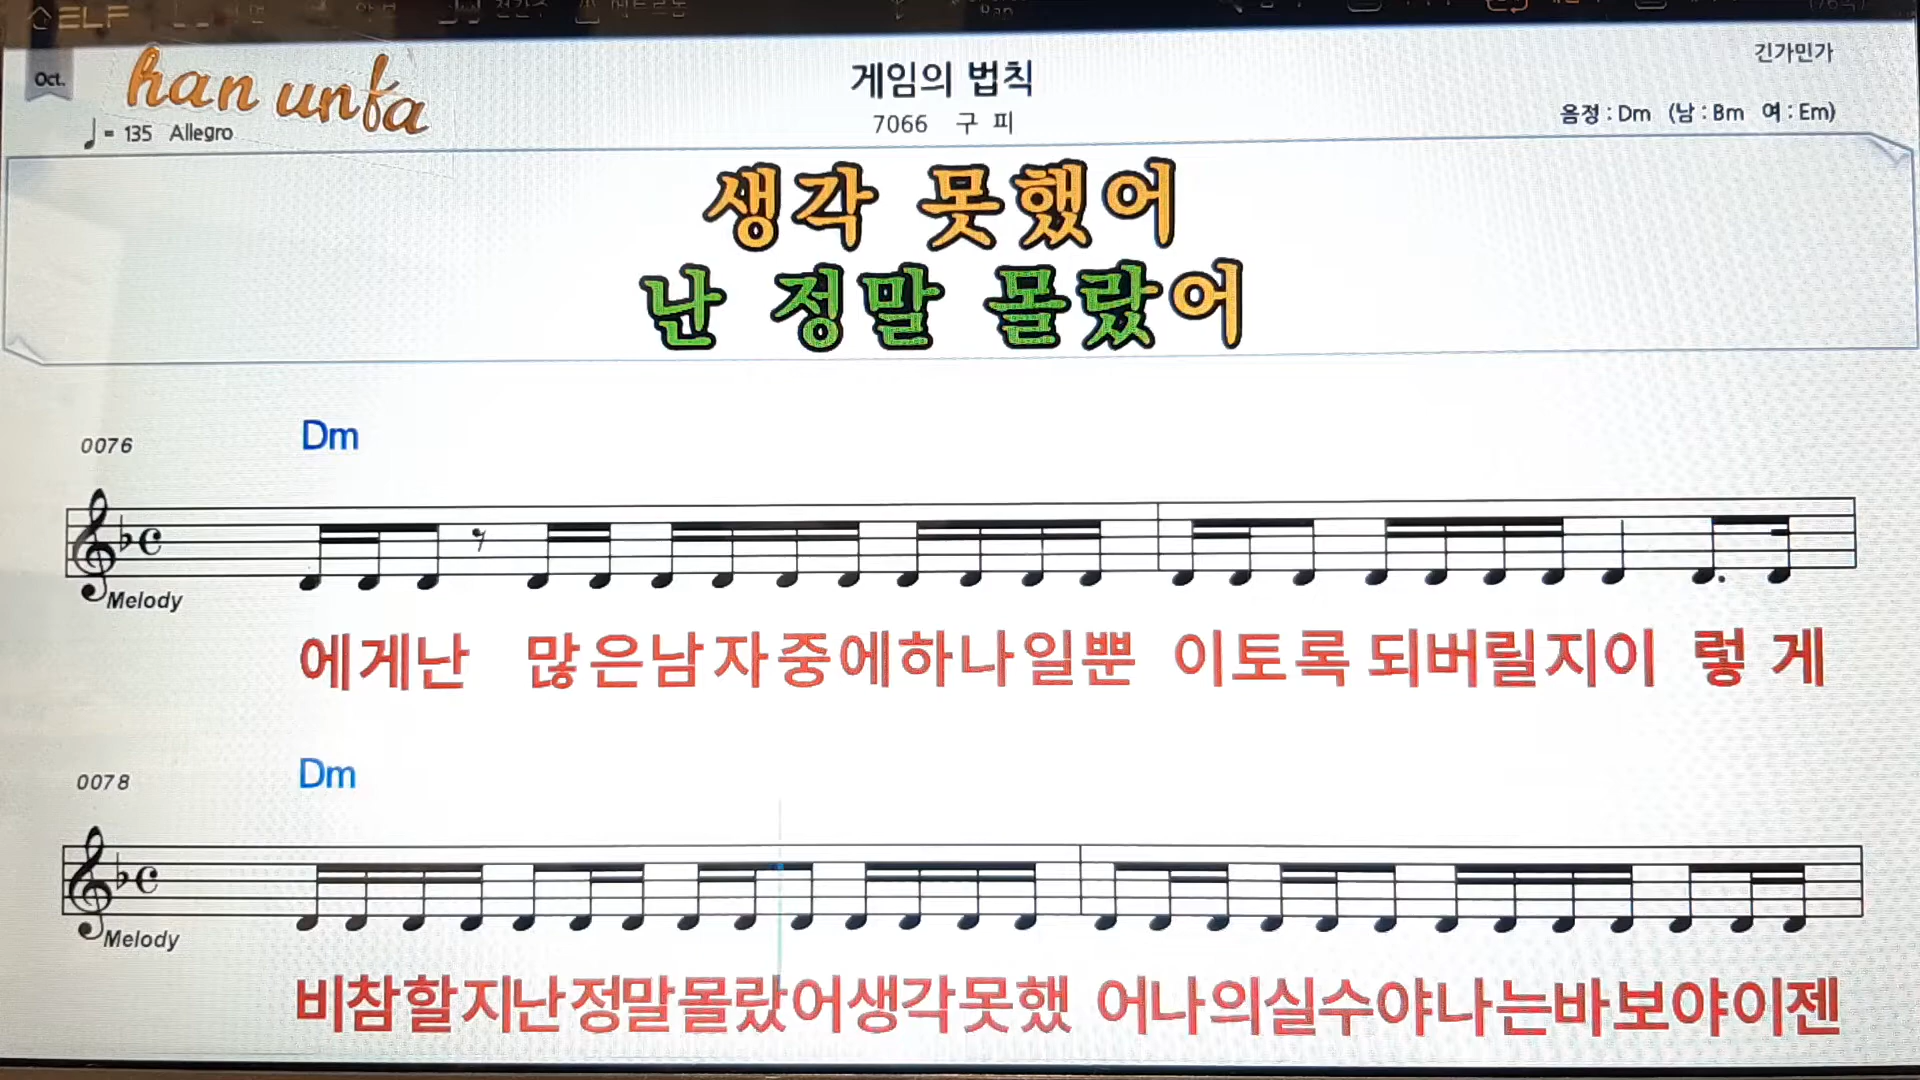 ELF
Oct.
han unfa
게임의 법칙
긴가민가
= 135 Allegro
7066 구 피
음정 : Dm (남 : Bm 여 : Em)
생각 못했어
난 정말 몰랐어
0076 Dm
Melody
에게난 많은남자중에하나일뿐 이토록되버릴지이 렇 게
0078 Dm
Melody
비참할지난정말몰랐어생각못했 어나의실수야나는바보야이젠